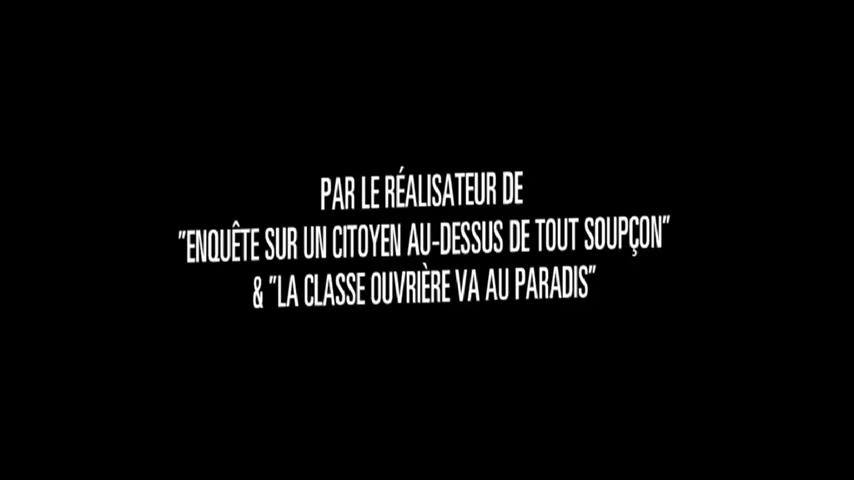 PAR LE RÉALISATEUR DE
"ENQUÊTE SUR UN CITOYEN AU-DESSUS DE TOUT SOUPÇON"
& "LA CLASSE OUVRIÈRE VA AU PARADIS"